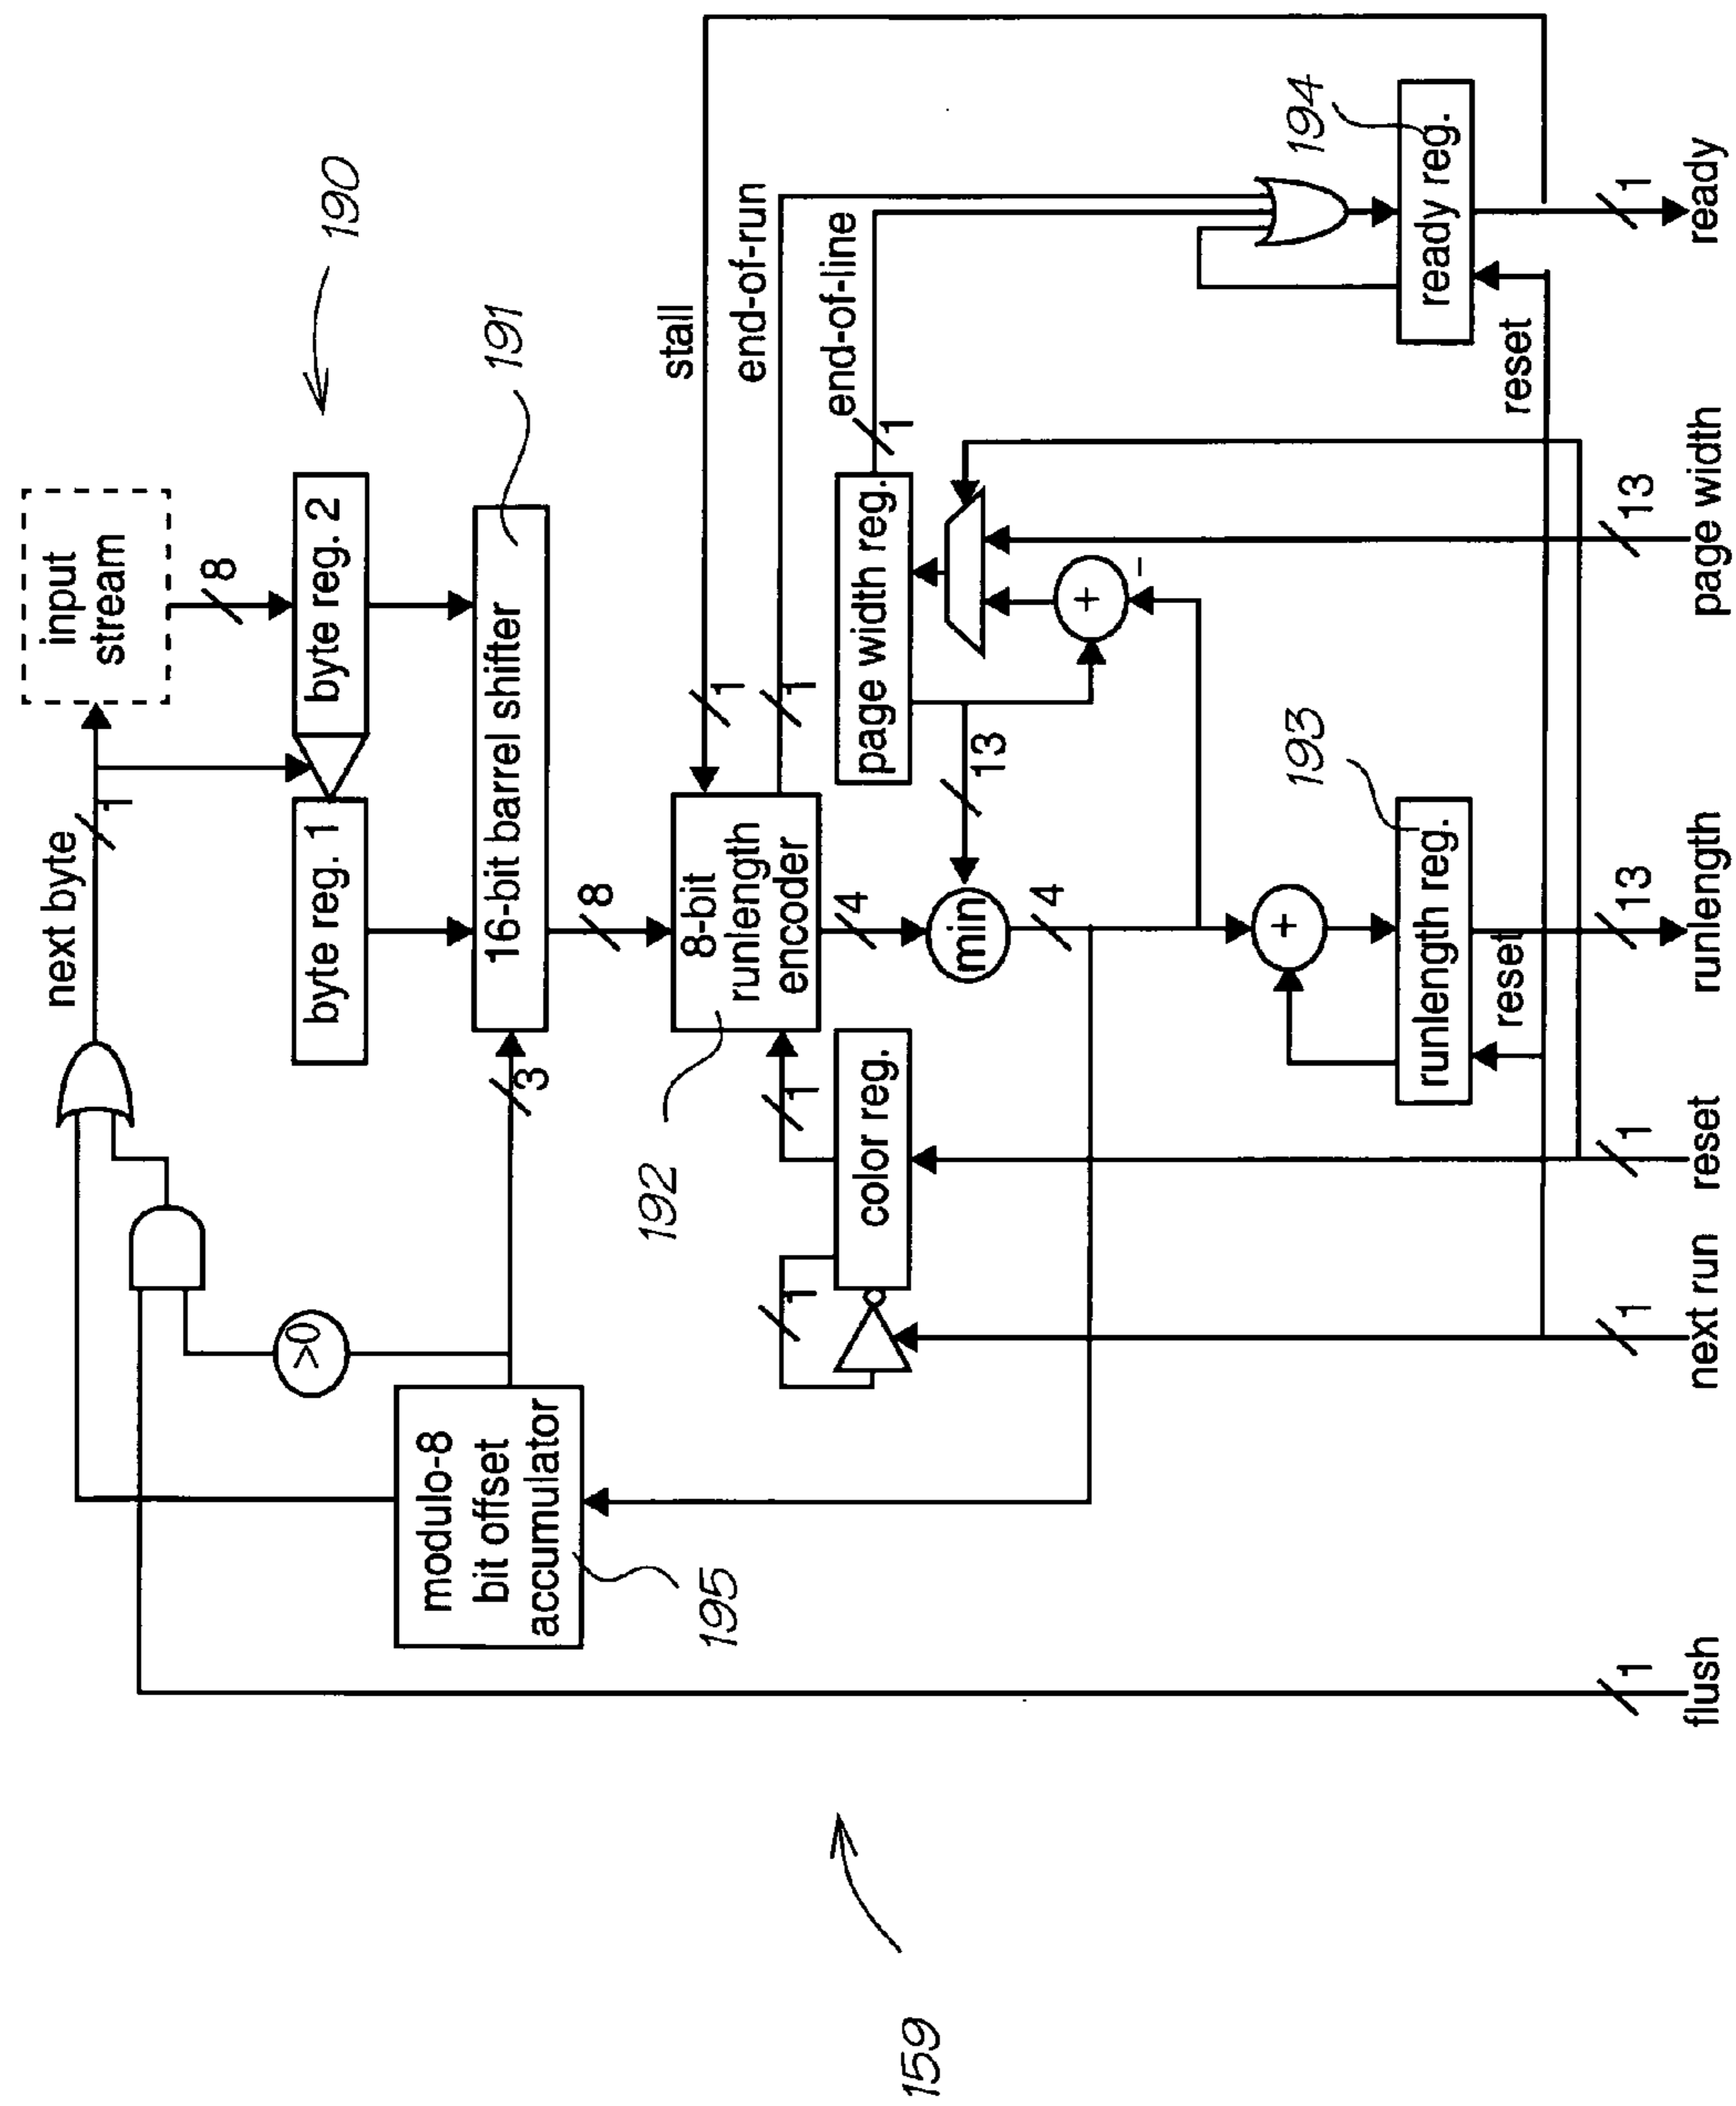 input
stream
next byte
1
8
190
byte reg. 1
byte reg. 2
>0
modulo-8
bit offset
accumulator
195
3
16-bit barrel shifter
191
8
stall
1
end-of-run
1
192
8-bit
runlength
encoder
1
1
color reg.
4
end-of-line
1
page width reg.
13
min
4
+
−
159
+
193
runlength reg.
reset
194
ready reg.
reset
1
1
1
13
13
1
flush
next run
reset
runlength
page width
ready